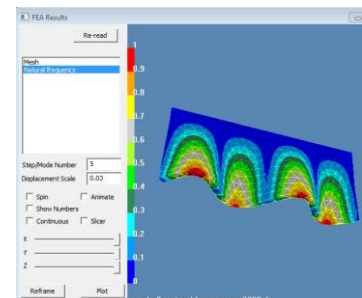 FEA Results
Re-read
Mesh
Natural Frequency
Step/Mode Number 5
Displacement Scale 0.03
Spin Animate
Show Numbers
Continuous Slicer
X
Y
Z
Reframe Plot
1
0.9
0.8
0.7
0.6
0.5
0.4
0.3
0.2
0.1
0